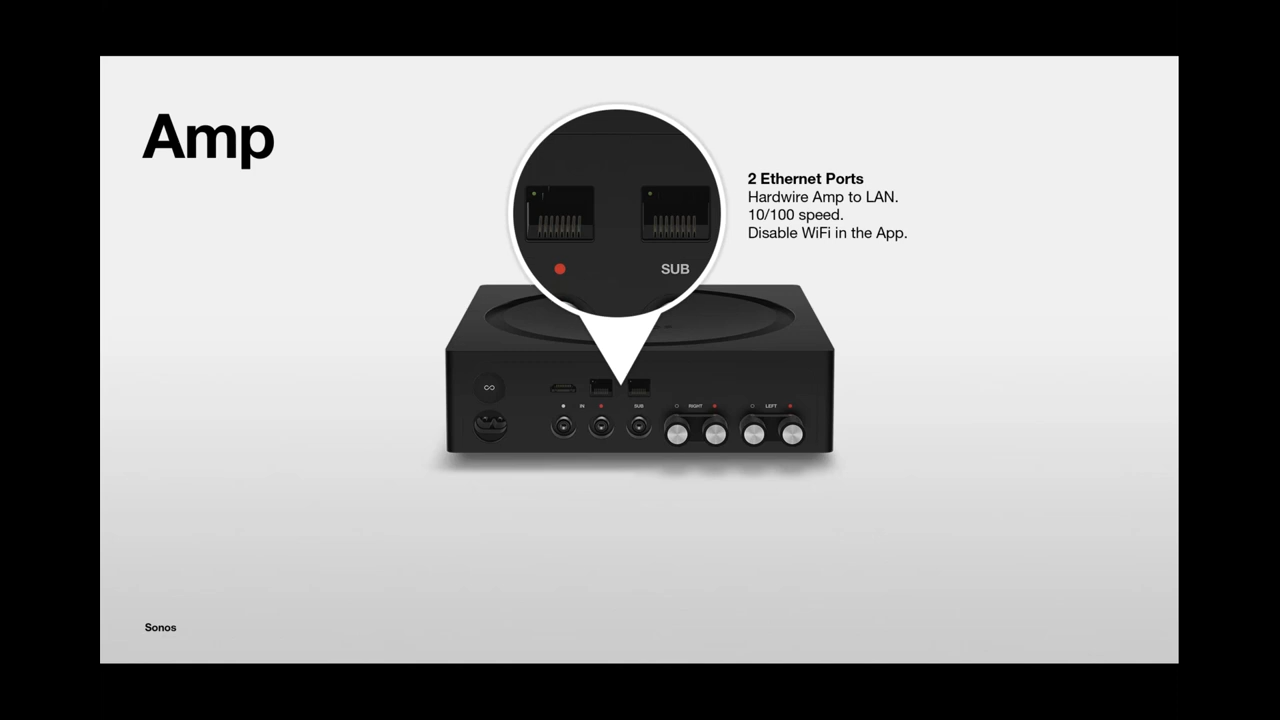 Amp
2 Ethernet Ports
Hardwire Amp to LAN.
10/100 speed.
Disable WiFi in the App.
SUB
IN
SUB
RIGHT
LEFT
Sonos